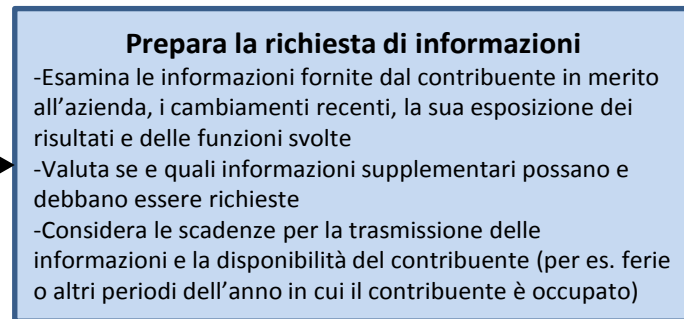 Prepara la richiesta di informazioni
-Esamina le informazioni fornite dal contribuente in merito
all’azienda, i cambiamenti recenti, la sua esposizione dei
risultati e delle funzioni svolte
-Valuta se e quali informazioni supplementari possano e
debbano essere richieste
-Considera le scadenze per la trasmissione delle
informazioni e la disponibilità del contribuente (per es. ferie
o altri periodi dell’anno in cui il contribuente è occupato)